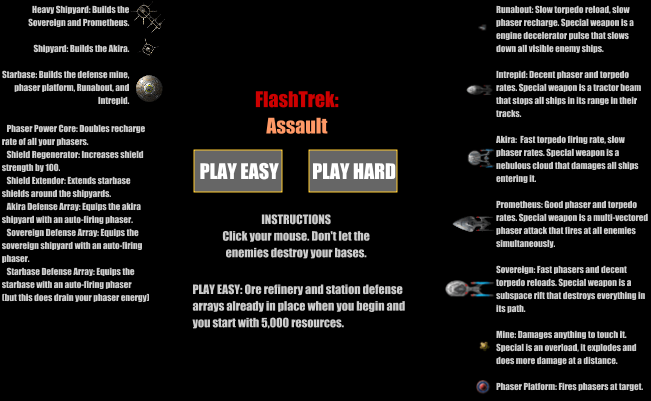 Heavy Shipyard: Builds the
Sovereign and Prometheus.
Shipyard: Builds the Akira.
Starbase: Builds the defense mine,
phaser platform, Runabout, and
Intrepid.
Phaser Power Core: Doubles recharge
rate of all your phasers.
Shield Regenerator: Increases shield
strength by 100.
Shield Extendor: Extends starbase
shields around the shipyards.
Akira Defense Array: Equips the akira
shipyard with an auto-firing phaser.
Sovereign Defense Array: Equips the
sovereign shipyard with an auto-firing
phaser.
Starbase Defense Array: Equips the
starbase with an auto-firing phaser
(but this does drain your phaser energy)
FlashTrek:
Assault
PLAY EASY
PLAY HARD
INSTRUCTIONS
Click your mouse. Don't let the
enemies destroy your bases.
PLAY EASY: Ore refinery and station defense
arrays already in place when you begin and
you start with 5,000 resources.
Runabout: Slow torpedo reload, slow
phaser recharge. Special weapon is a
engine decelerator pulse that slows
down all visible enemy ships.
Intrepid: Decent phaser and torpedo
rates. Special weapon is a tractor beam
that stops all ships in its range in their
tracks.
Akira: Fast torpedo firing rate, slow
phaser rates. Special weapon is a
nebulous cloud that damages all ships
entering it.
Prometheus: Good phaser and torpedo
rates. Special weapon is a multi-vectored
phaser attack that fires at all enemies
simultaneously.
Sovereign: Fast phasers and decent
torpedo reloads. Special weapon is a
subspace rift that destroys everything in
its path.
Mine: Damages anything to touch it.
Special is an overload, it explodes and
does more damage at a distance.
Phaser Platform: Fires phasers at target.